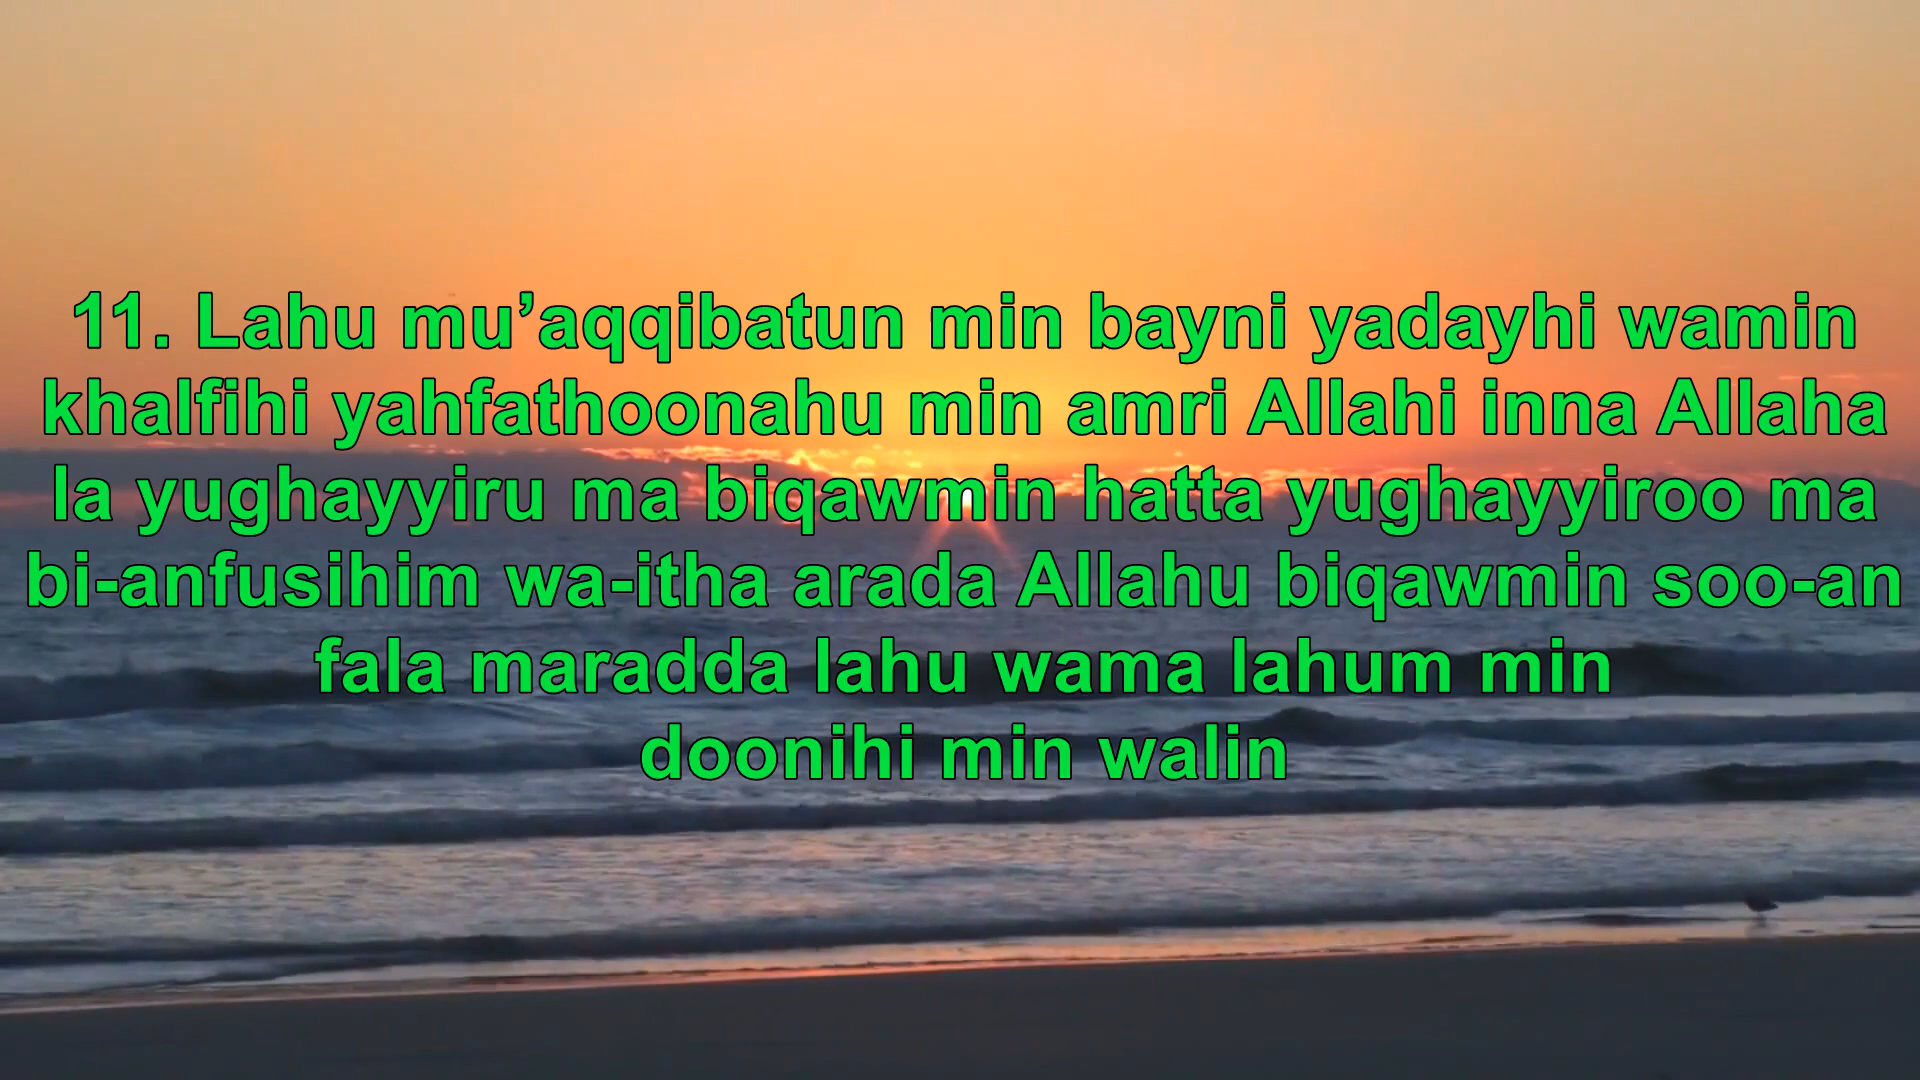 11. Lahu mu’aqqibatun min bayni yadayhi wamin
khalfihi yahfathoonahu min amri Allahi inna Allaha
la yughayyiru ma biqawmin hatta yughayyiroo ma
bi-anfusihim wa-itha arada Allahu biqawmin soo-an
fala maradda lahu wama lahum min
doonihi min walin